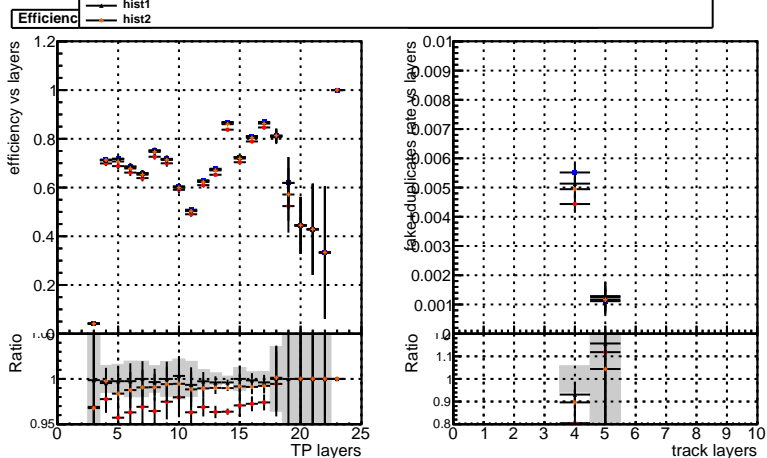 hist1
Efficienc
hist2
efficiency vs layers
1.2
1
0.8
0.6
0.4
0.2
Ratio
1
0.95
0 5 10 15 20 25
TP layers
fake+duplicates rate vs layers
0.01
0.009
0.008
0.007
0.006
0.005
0.004
0.003
0.002
0.001
0
Ratio
1.1
1
0.9
0.8
0 1 2 3 4 5 6 7 8 9 10
track layers